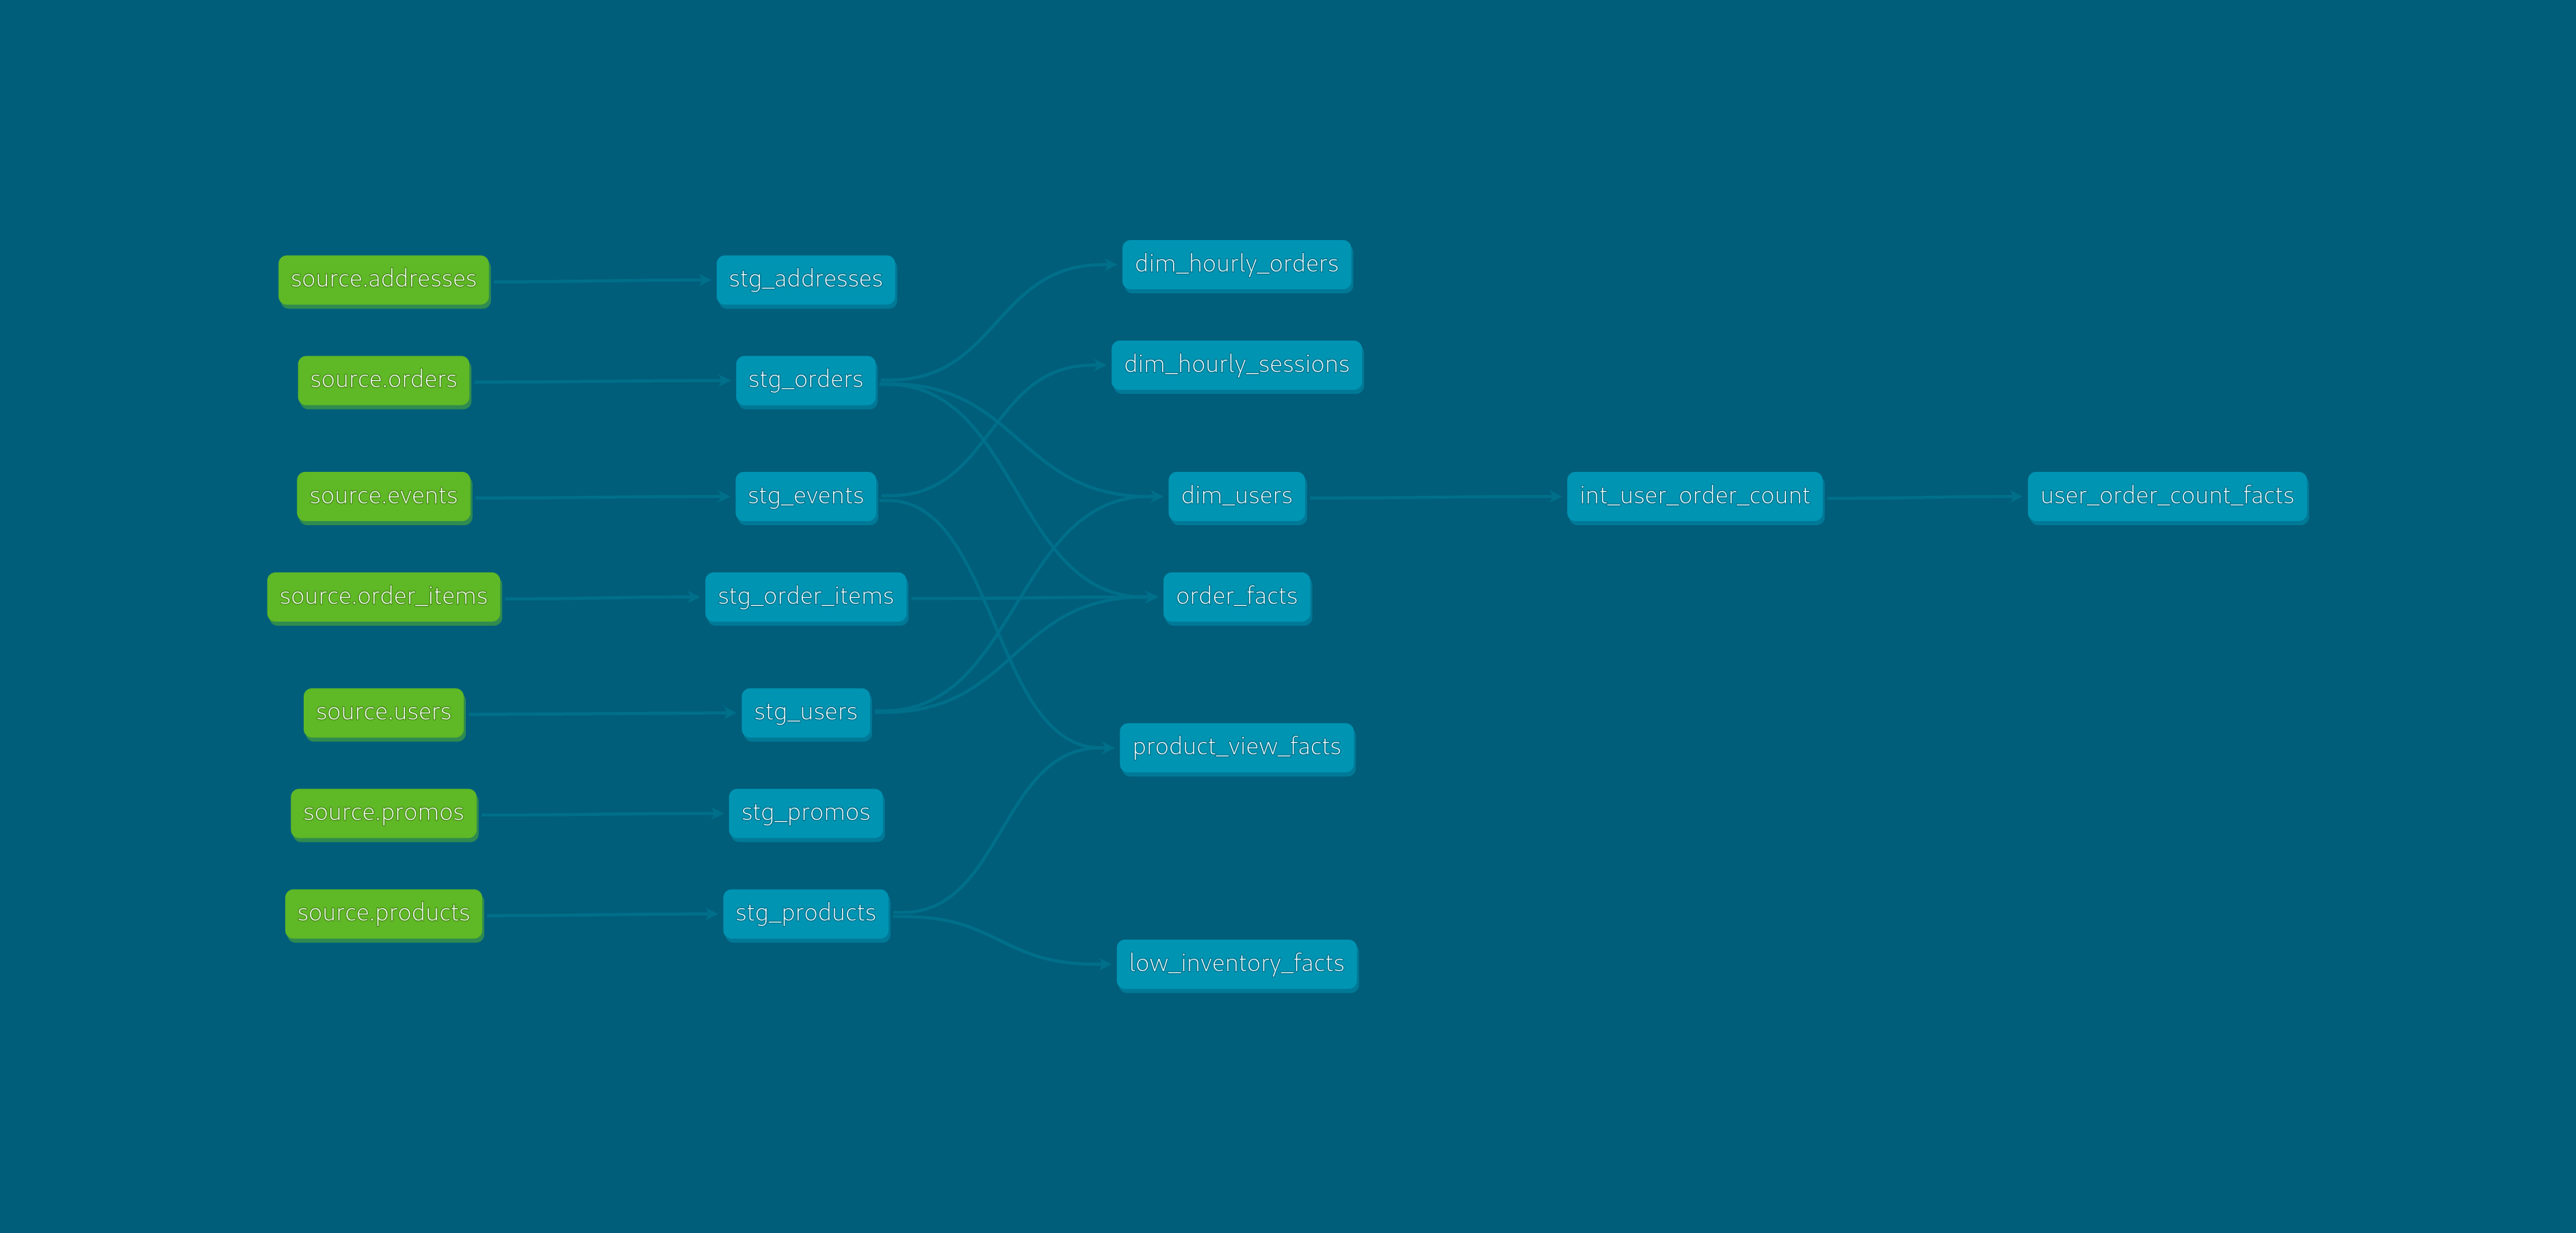 source.addresses
source.orders
source.events
source.order_items
source.users
source.promos
source.products
stg_addresses
stg_orders
stg_events
stg_order_items
stg_users
stg_promos
stg_products
dim_hourly_orders
dim_hourly_sessions
dim_users
order_facts
product_view_facts
low_inventory_facts
int_user_order_count
user_order_count_facts